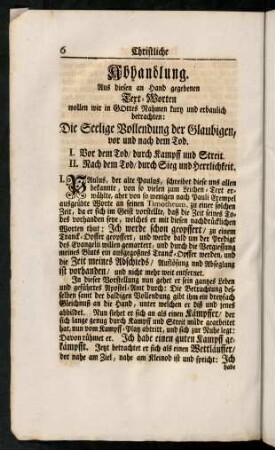 6 Christliche
Abhandlung.
Aus diesen an Hand gegebenen
Text-Worten
wollen wir in GOttes Nahmen kurtz und erbaulich
betrachten:
Die Seelige Vollendung der Glaubigen,
vor und nach dem Tod.
I. Vor dem Tod/ durch Kampff und Streit.
II. Nach dem Tod/ durch Sieg und Herrlichkeit.
I. PAulus, der alte Paulus, schreibet diese uns allen
bekannte, von so vielen zum Leichen-Text er-
wählte, aber von so wenigen nach Pauli Exempel
ausgeübte Worte an seinen Timotheum, zu einer solchen
Zeit, da er sich im Geist vorstellte, daß die Zeit seines To-
des vorhanden seye, welches er mit diesen nachdrücklichen
Worten thut: Ich werde schon geopffert/ zu einem
Tranck-Opffer geopffert, und werde bald um der Predigt
des Evangelii willen gemartert, und durch die Vergiessung
meines Bluts ein ausgegossenes Tranck-Opffer werden, und
die Zeit meines Abschieds/ Aufflösung und Abseglung
ist vorhanden/ und nicht mehr weit entfernet.
In dieser Vorstellung nun gehet er sein gantzes Leben
und geführtes Apostel-Amt durch: Die Betrachtung des-
selben samt der baldigen Vollendung gibt ihm ein dreyfach
Gleichnuß an die Hand, unter welchen er diß und jenes
abbildet. Nun siehet er sich an als einen Kämpffer/ der
sich lange genug durch Kampff und Streit müde gearbeitet
hat, nun vom Kampff-Platz abtritt, und sich zur Ruhe legt:
Davon rühmet er. Ich habe einen guten Kampff ge-
kämpfft. Jetzt betrachtet er sich als einen Wettläuffer/
der nahe am Ziel, nahe am Kleinod ist und spricht: Ich
habe